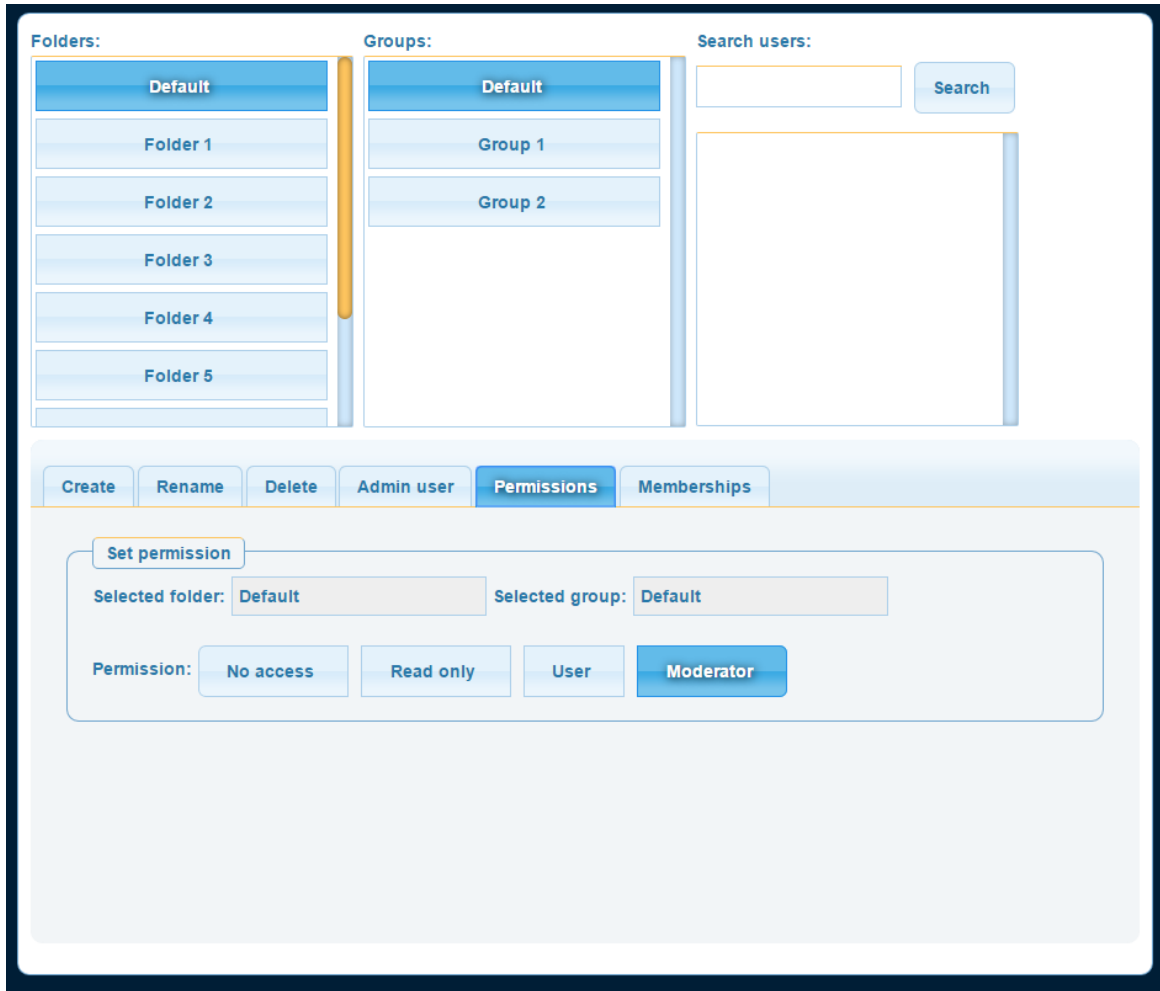 Folders:
Default
Folder 1
Folder 2
Folder 3
Folder 4
Folder 5
Groups:
Default
Group 1
Group 2
Search users:
Search
Create Rename Delete Admin user Permissions Memberships
Set permission
Selected folder: Default Selected group: Default
Permission: No access Read only User Moderator